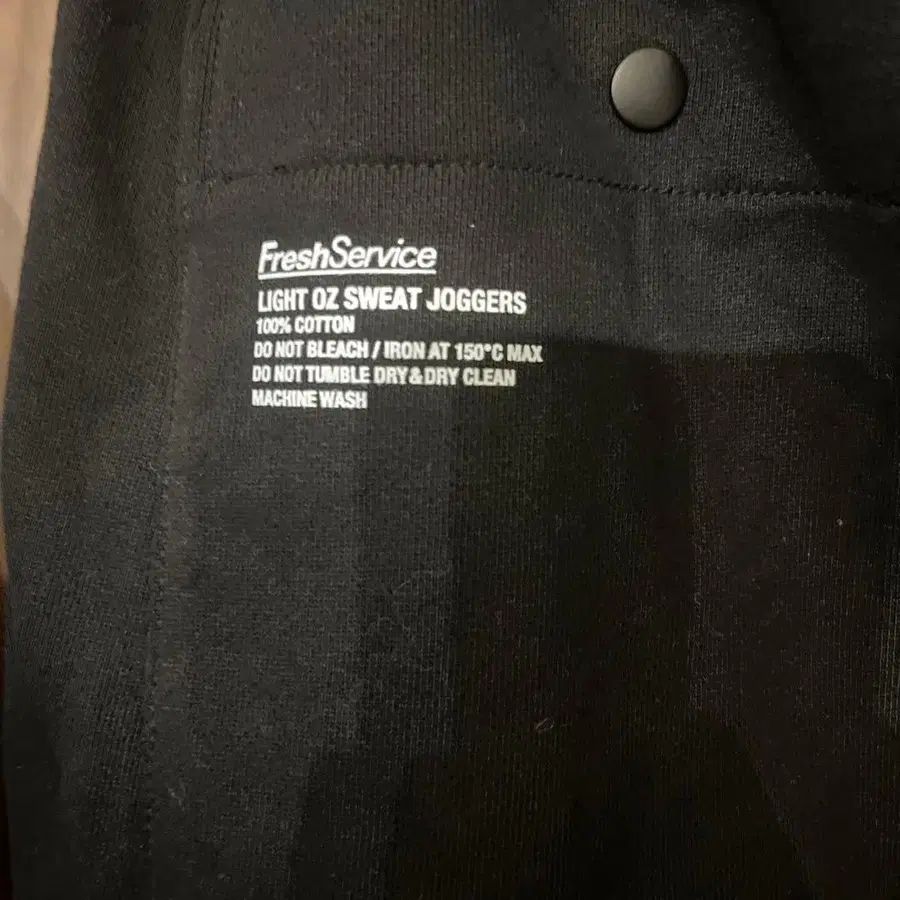 FreshService
LIGHT OZ SWEAT JOGGERS
100% COTTON
DO NOT BLEACH / IRON AT 150°C MAX
DO NOT TUMBLE DRY & DRY CLEAN
MACHINE WASH